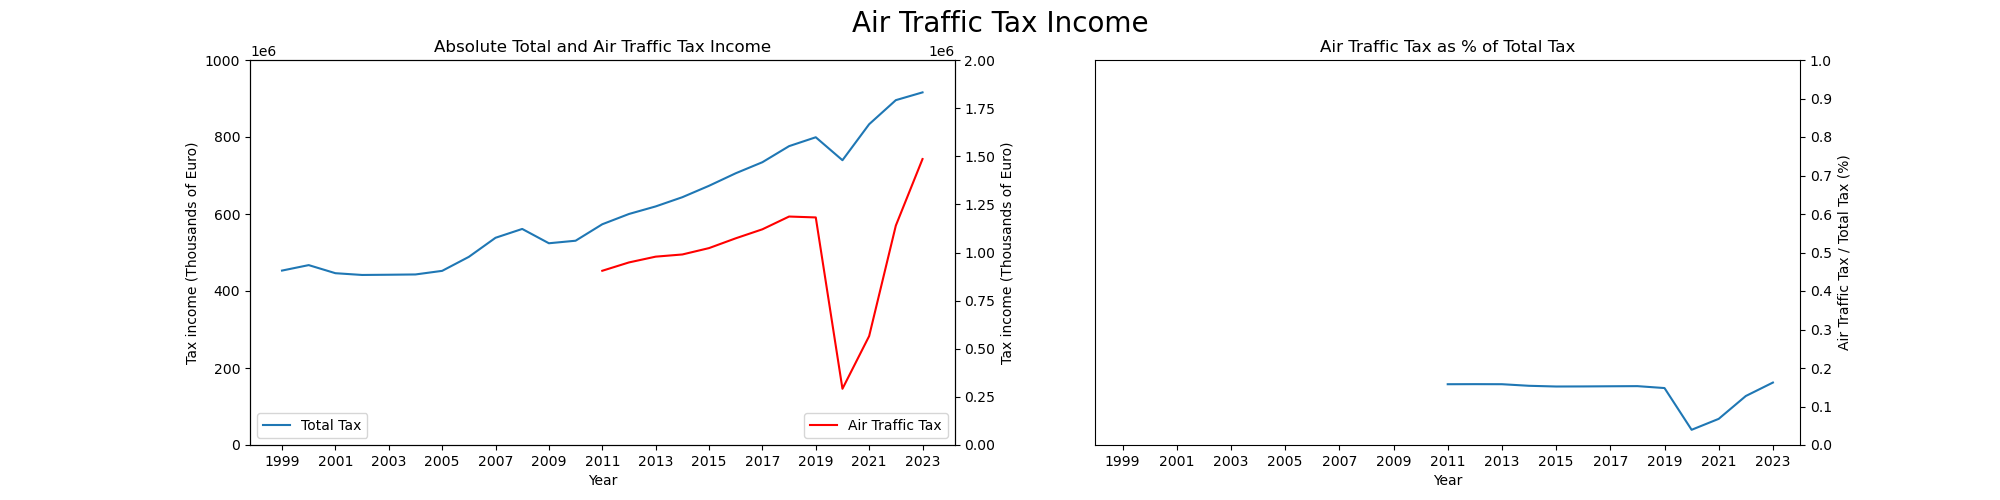 Air Traffic Tax Income
Absolute Total and Air Traffic Tax Income
1e6
1e6
Tax income (Thousands of Euro)
1000
800
600
400
200
0
2.00
1.75
1.50
1.25
1.00
0.75
0.50
0.25
0.00
Tax income (Thousands of Euro)
Total Tax
Air Traffic Tax
1999 2001 2003 2005 2007 2009 2011 2013 2015 2017 2019 2021 2023
Year
Air Traffic Tax as % of Total Tax
1.0
0.9
0.8
0.7
0.6
0.5
0.4
0.3
0.2
0.1
0.0
Air Traffic Tax / Total Tax (%)
1999 2001 2003 2005 2007 2009 2011 2013 2015 2017 2019 2021 2023
Year